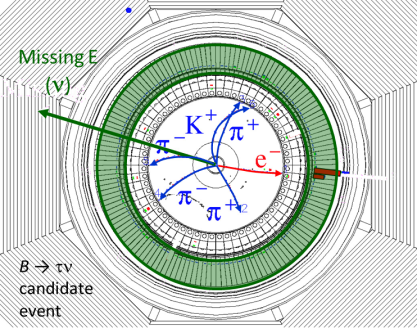 Missing E
(ν)
π⁻ K⁺ π⁺
e⁻
π⁻
π⁺
B → τν
candidate
event